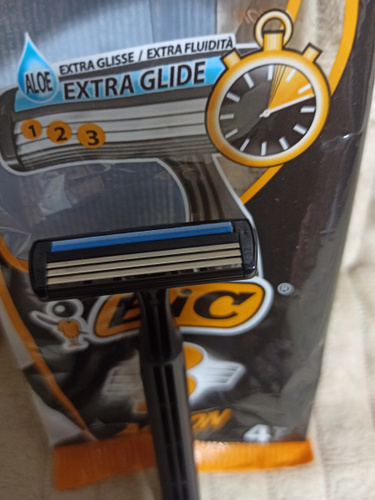 ALOE
EXTRA GLISSE / EXTRA FLUIDITÀ
EXTRA GLIDE
1 2 3
BiC ®
4